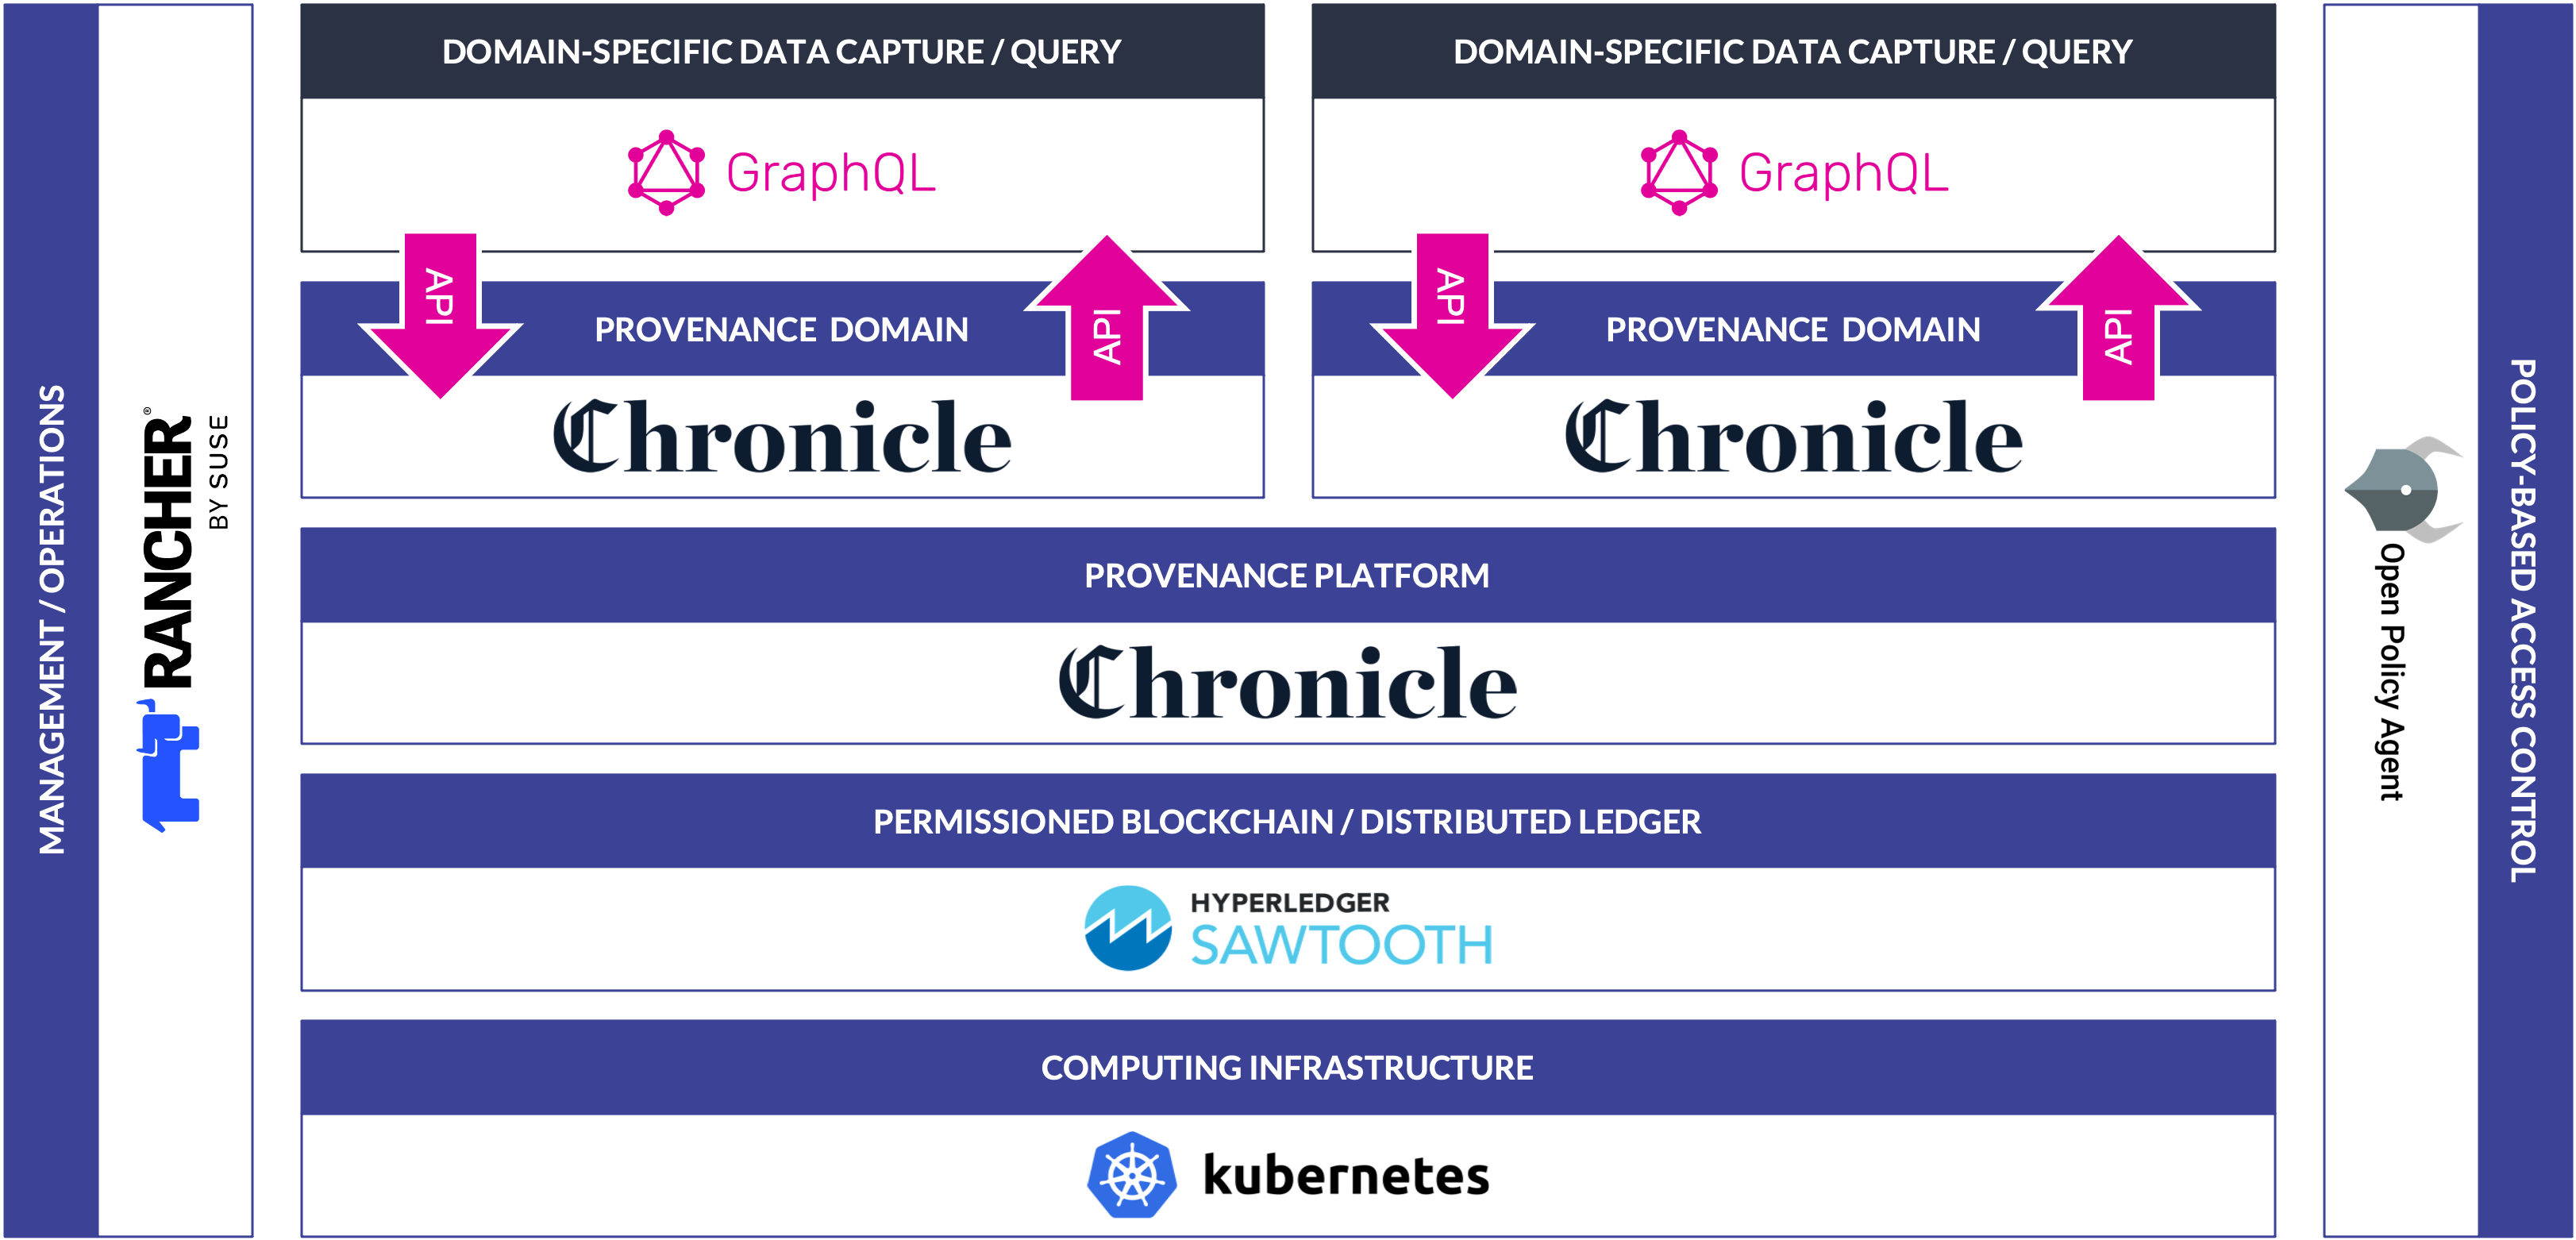 MANAGEMENT / OPERATIONS
RANCHER®
BY SUSE
DOMAIN-SPECIFIC DATA CAPTURE / QUERY
GraphQL
API
API
PROVENANCE DOMAIN
Chronicle
DOMAIN-SPECIFIC DATA CAPTURE / QUERY
GraphQL
API
API
PROVENANCE DOMAIN
Chronicle
PROVENANCE PLATFORM
Chronicle
PERMISSIONED BLOCKCHAIN / DISTRIBUTED LEDGER
HYPERLEDGER
SAWTOOTH
COMPUTING INFRASTRUCTURE
kubernetes
Open Policy Agent
POLICY-BASED ACCESS CONTROL